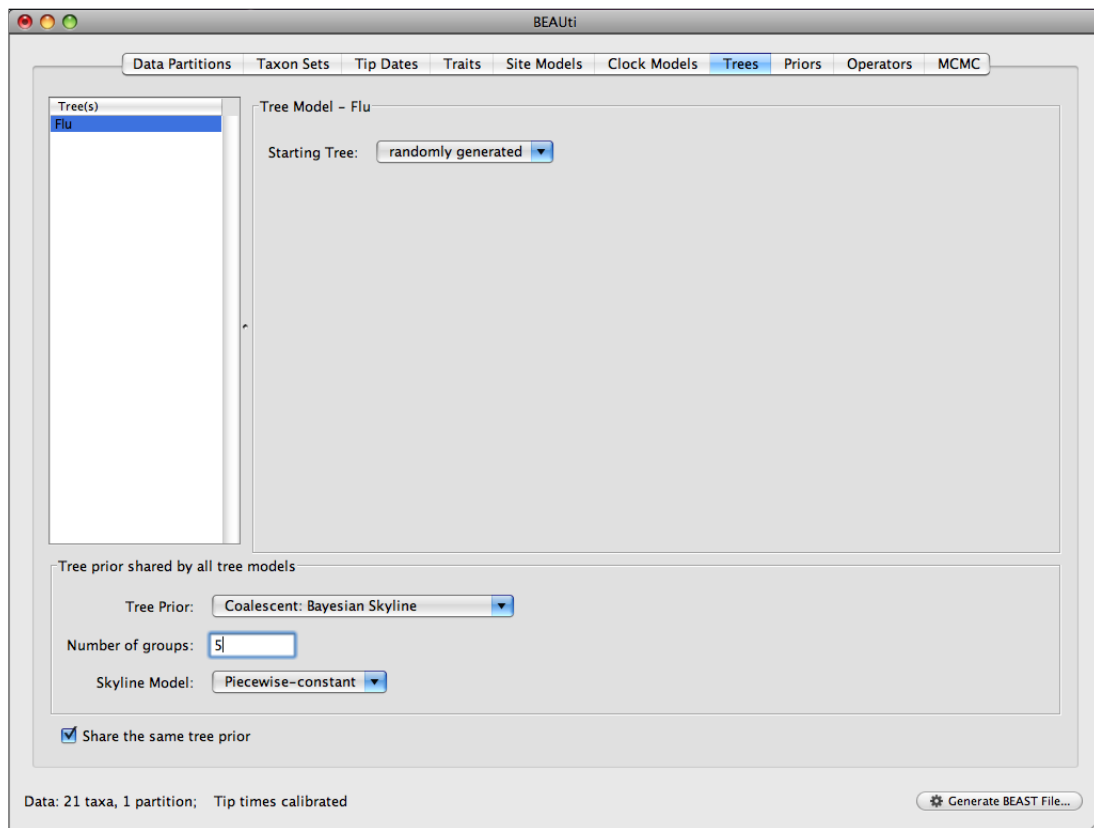 BEAUti
Data Partitions Taxon Sets Tip Dates Traits Site Models Clock Models Trees Priors Operators MCMC
Tree(s)
Flu
Tree Model – Flu
Starting Tree: randomly generated
Tree prior shared by all tree models
Tree Prior: Coalescent: Bayesian Skyline
Number of groups: 5
Skyline Model: Piecewise-constant
Share the same tree prior
Data: 21 taxa, 1 partition; Tip times calibrated
Generate BEAST File...